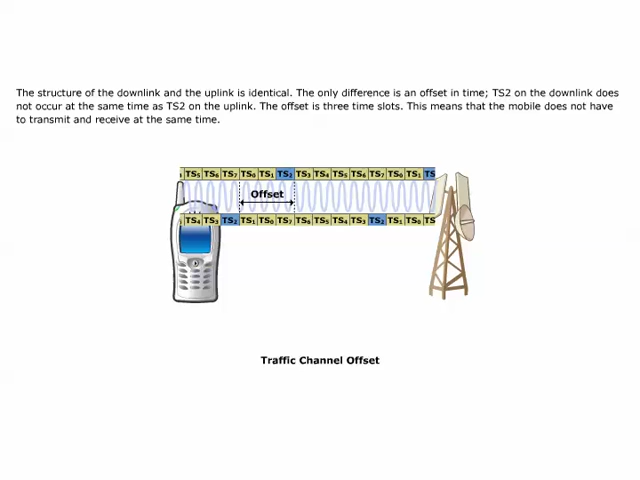 The structure of the downlink and the uplink is identical. The only difference is an offset in time; TS2 on the downlink does
not occur at the same time as TS2 on the uplink. The offset is three time slots. This means that the mobile does not have
to transmit and receive at the same time.
TS₅ TS₆ TS₇ TS₀ TS₁ TS₂ TS₃ TS₄ TS₅ TS₆ TS₇ TS₀ TS₁ TS
Offset
TS₄ TS₃ TS₂ TS₁ TS₀ TS₇ TS₆ TS₅ TS₄ TS₃ TS₂ TS₁ TS₀ TS
Traffic Channel Offset